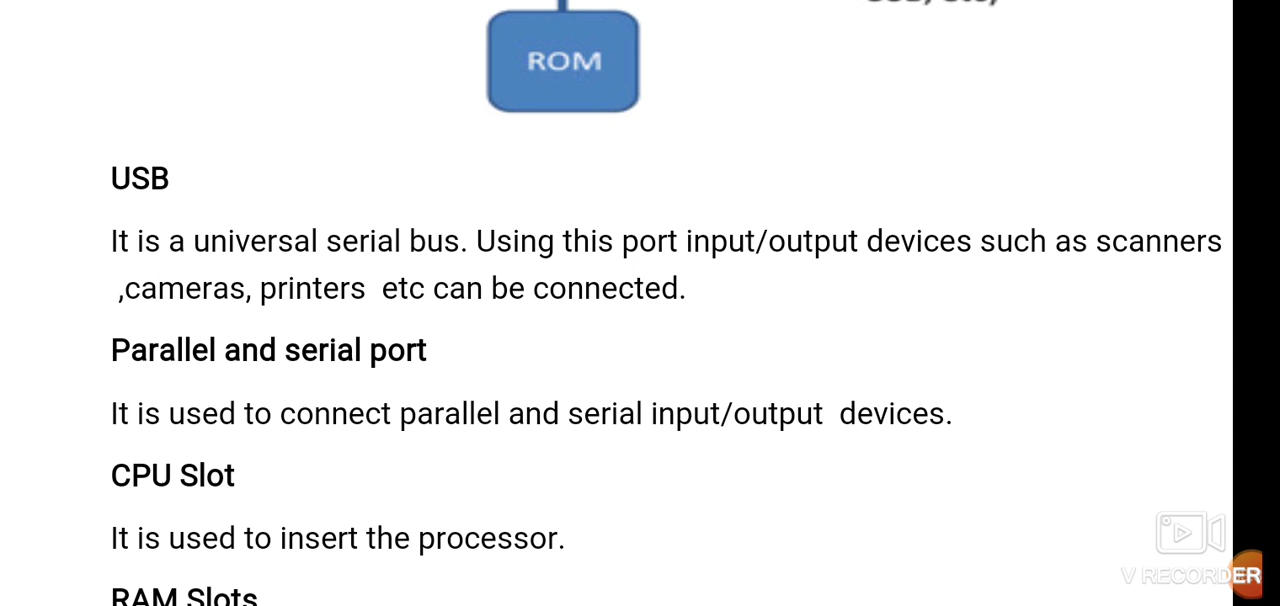 USB, etc,
ROM
USB
It is a universal serial bus. Using this port input/output devices such as scanners
,cameras, printers  etc can be connected.
Parallel and serial port
It is used to connect parallel and serial input/output  devices.
CPU Slot
It is used to insert the processor.
RAM Slots
V RECORDER